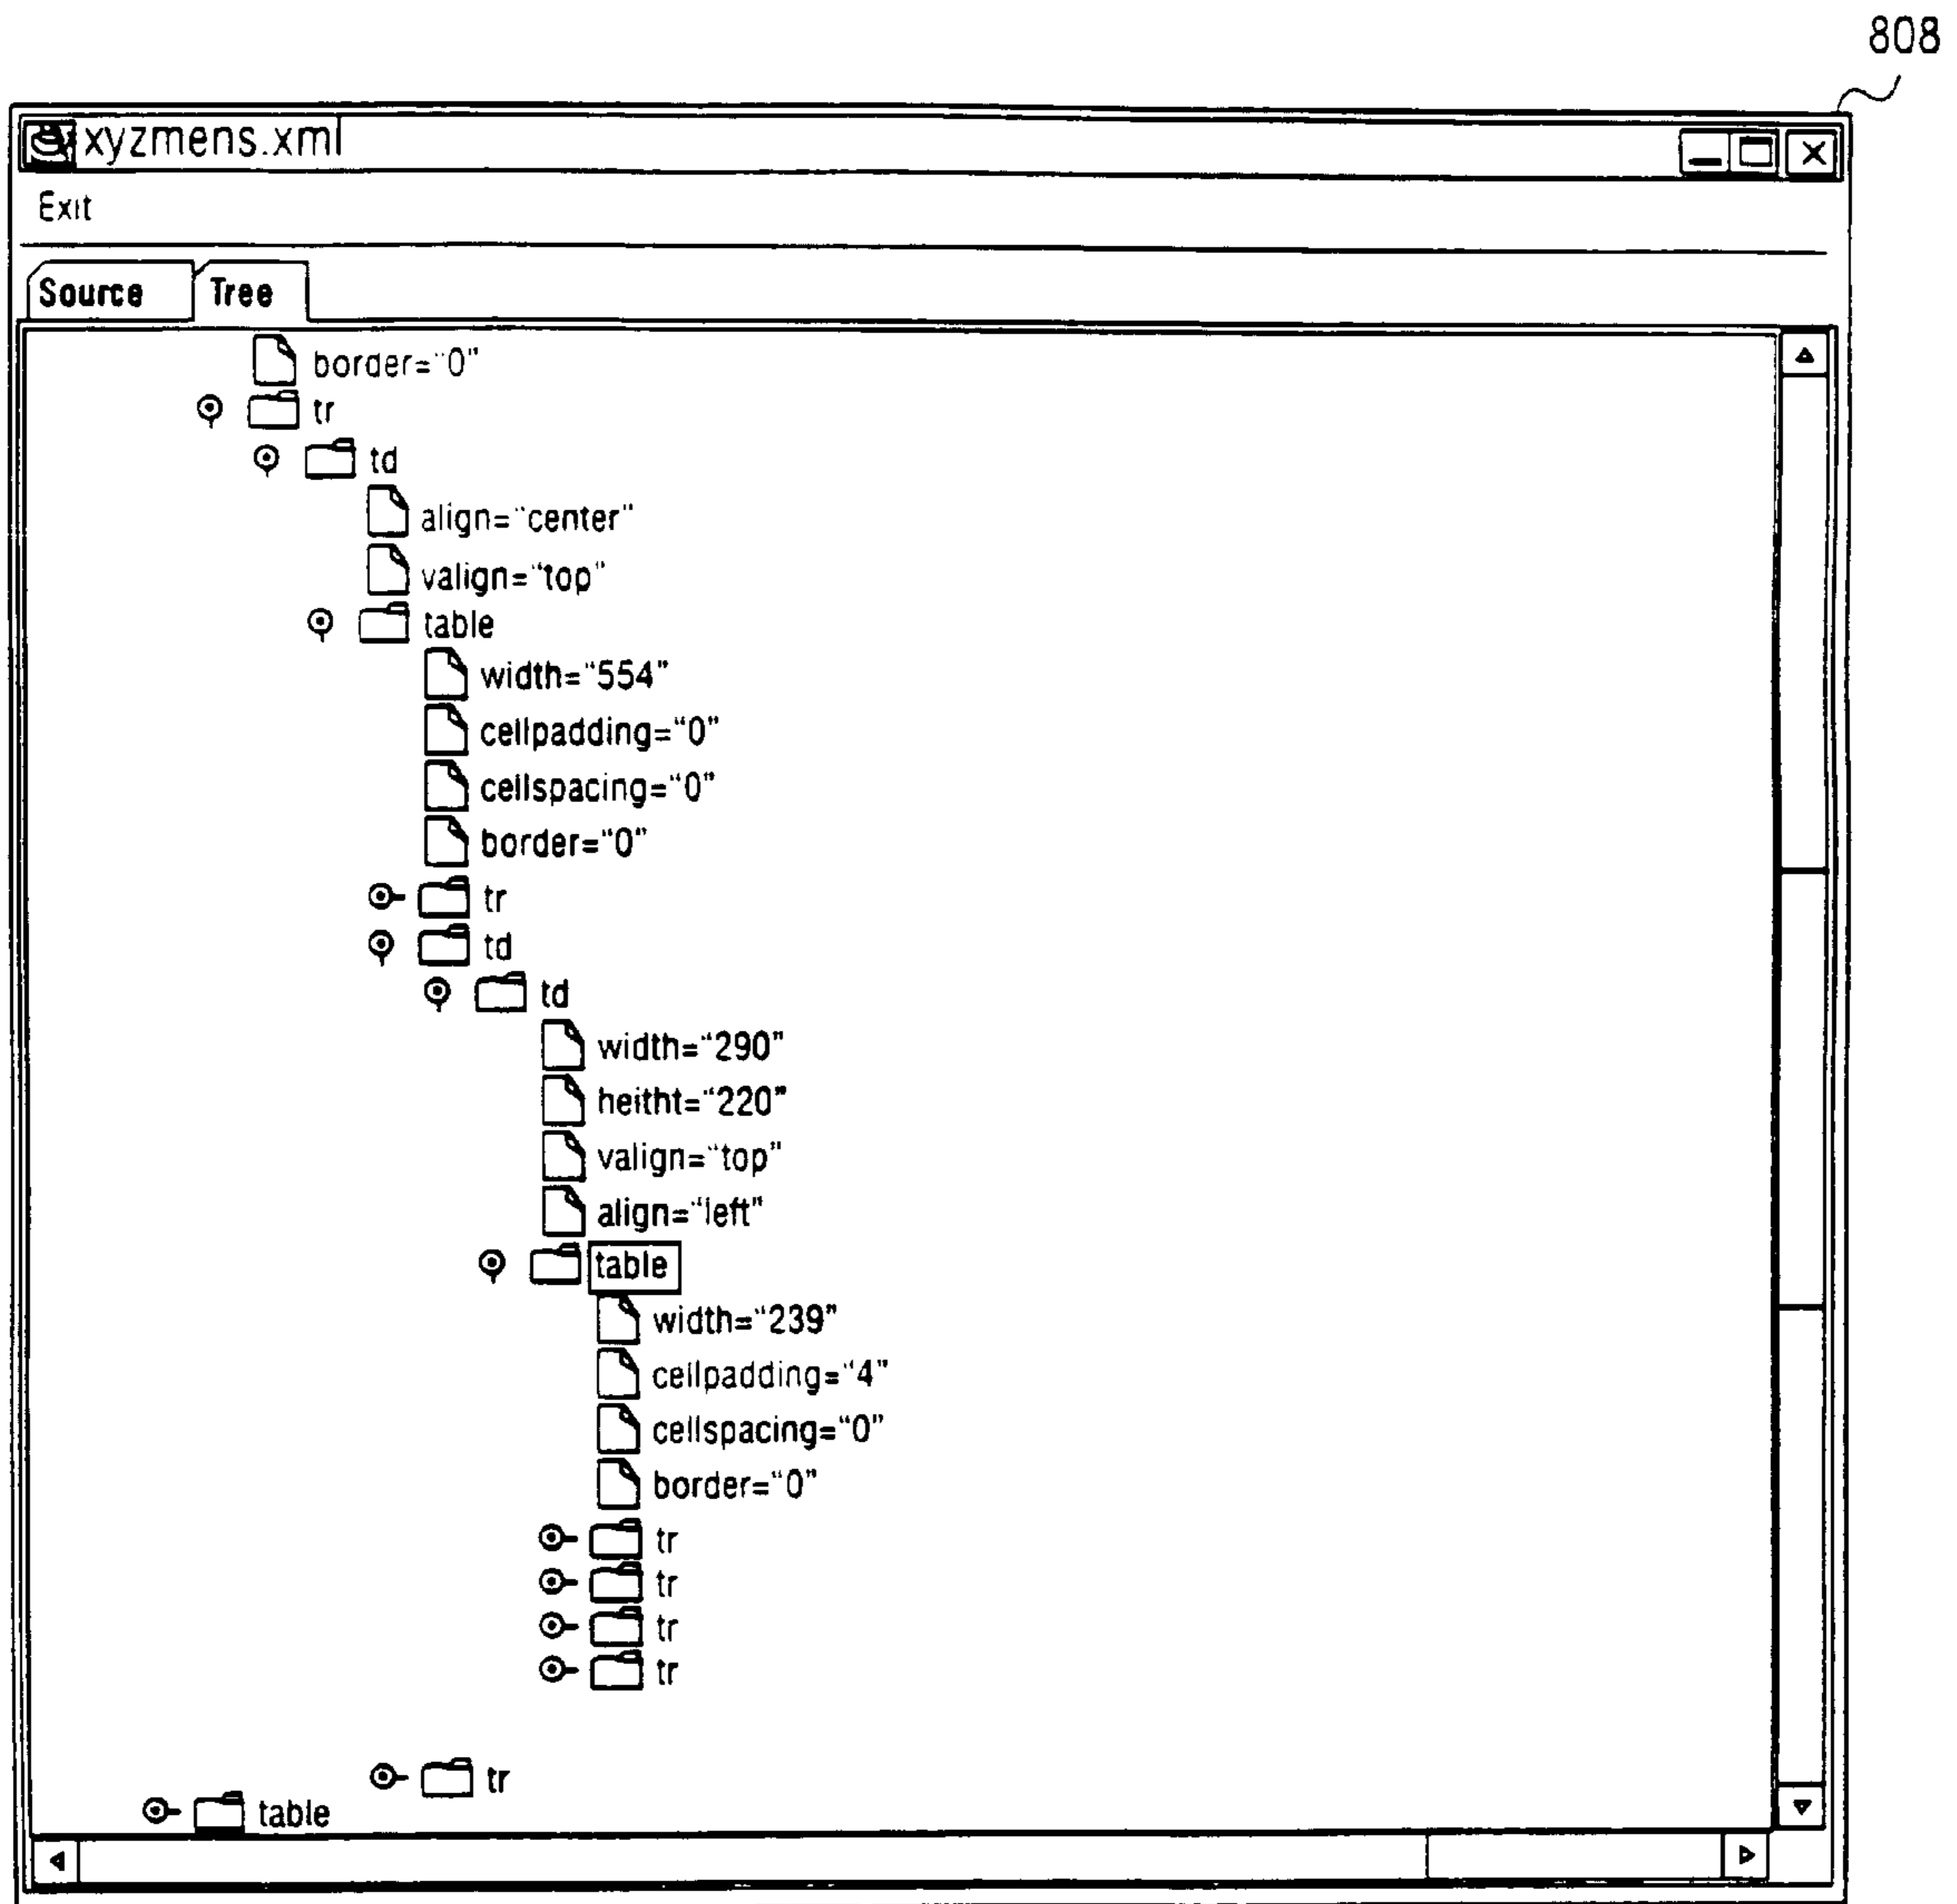 808
xyzmens.xml
Exit
Source Tree
border="0"
tr
td
align="center"
valign="top"
table
width="554"
cellpadding="0"
cellspacing="0"
border="0"
tr
td
td
width="290"
heitht="220"
valign="top"
align="left"
table
width="239"
cellpadding="4"
cellspacing="0"
border="0"
tr
tr
tr
tr
tr
table